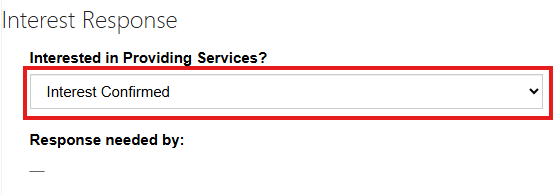 Interest Response
Interested in Providing Services?
Interest Confirmed
Response needed by:
—